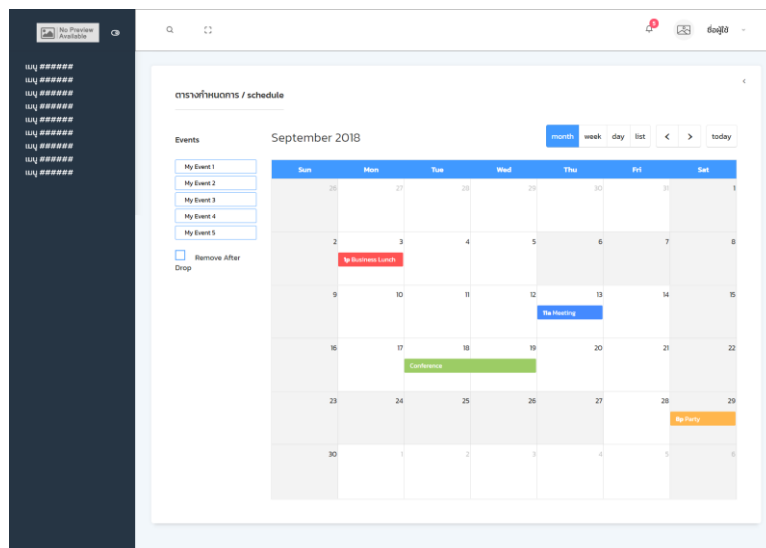 No Preview
Available
5
ชื่อผู้ใช้
เมนู ######
เมนู ######
เมนู ######
เมนู ######
เมนู ######
เมนู ######
เมนู ######
เมนู ######
เมนู ######
ตารางกำหนดการ / schedule
Events
My Event 1
My Event 2
My Event 3
My Event 4
My Event 5
Remove After
Drop
September 2018
month week day list < > today
Sun Mon Tue Wed Thu Fri Sat
26 27 28 29 30 31 1
2 3 4 5 6 7 8
1p Business Lunch
9 10 11 12 13 14 15
11a Meeting
16 17 18 19 20 21 22
Conference
23 24 25 26 27 28 29
8p Party
30 1 2 3 4 5 6